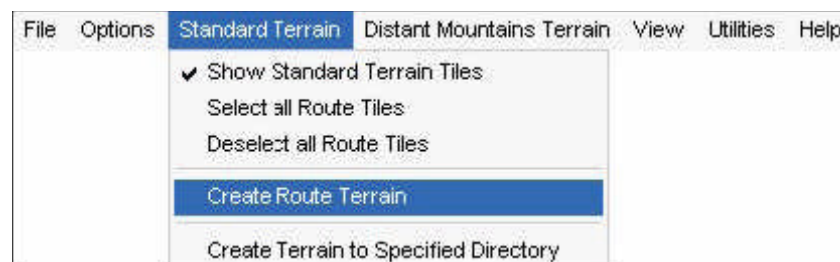 File Options Standard Terrain Distant Mountains Terrain View Utilities Help
Show Standard Terrain Tiles
Select all Route Tiles
Deselect all Route Tiles
Create Route Terrain
Create Terrain to Specified Directory